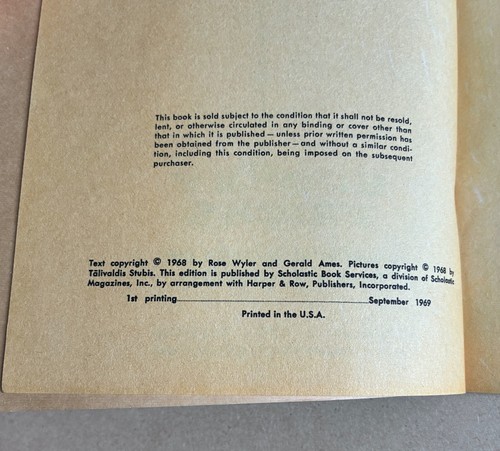 This book is sold subject to the condition that it shall not be resold,
lent, or otherwise circulated in any binding or cover other than
that in which it is published — unless prior written permission has
been obtained from the publisher — and without a similar condi-
tion, including this condition, being imposed on the subsequent
purchaser.
Text copyright © 1968 by Rose Wyler and Gerald Ames. Pictures copyright © 1968 by
Tālivaldis Stubis. This edition is published by Scholastic Book Services, a division of Scholastic
Magazines, Inc., by arrangement with Harper & Row, Publishers, Incorporated.
1st printing September 1969
Printed in the U.S.A.